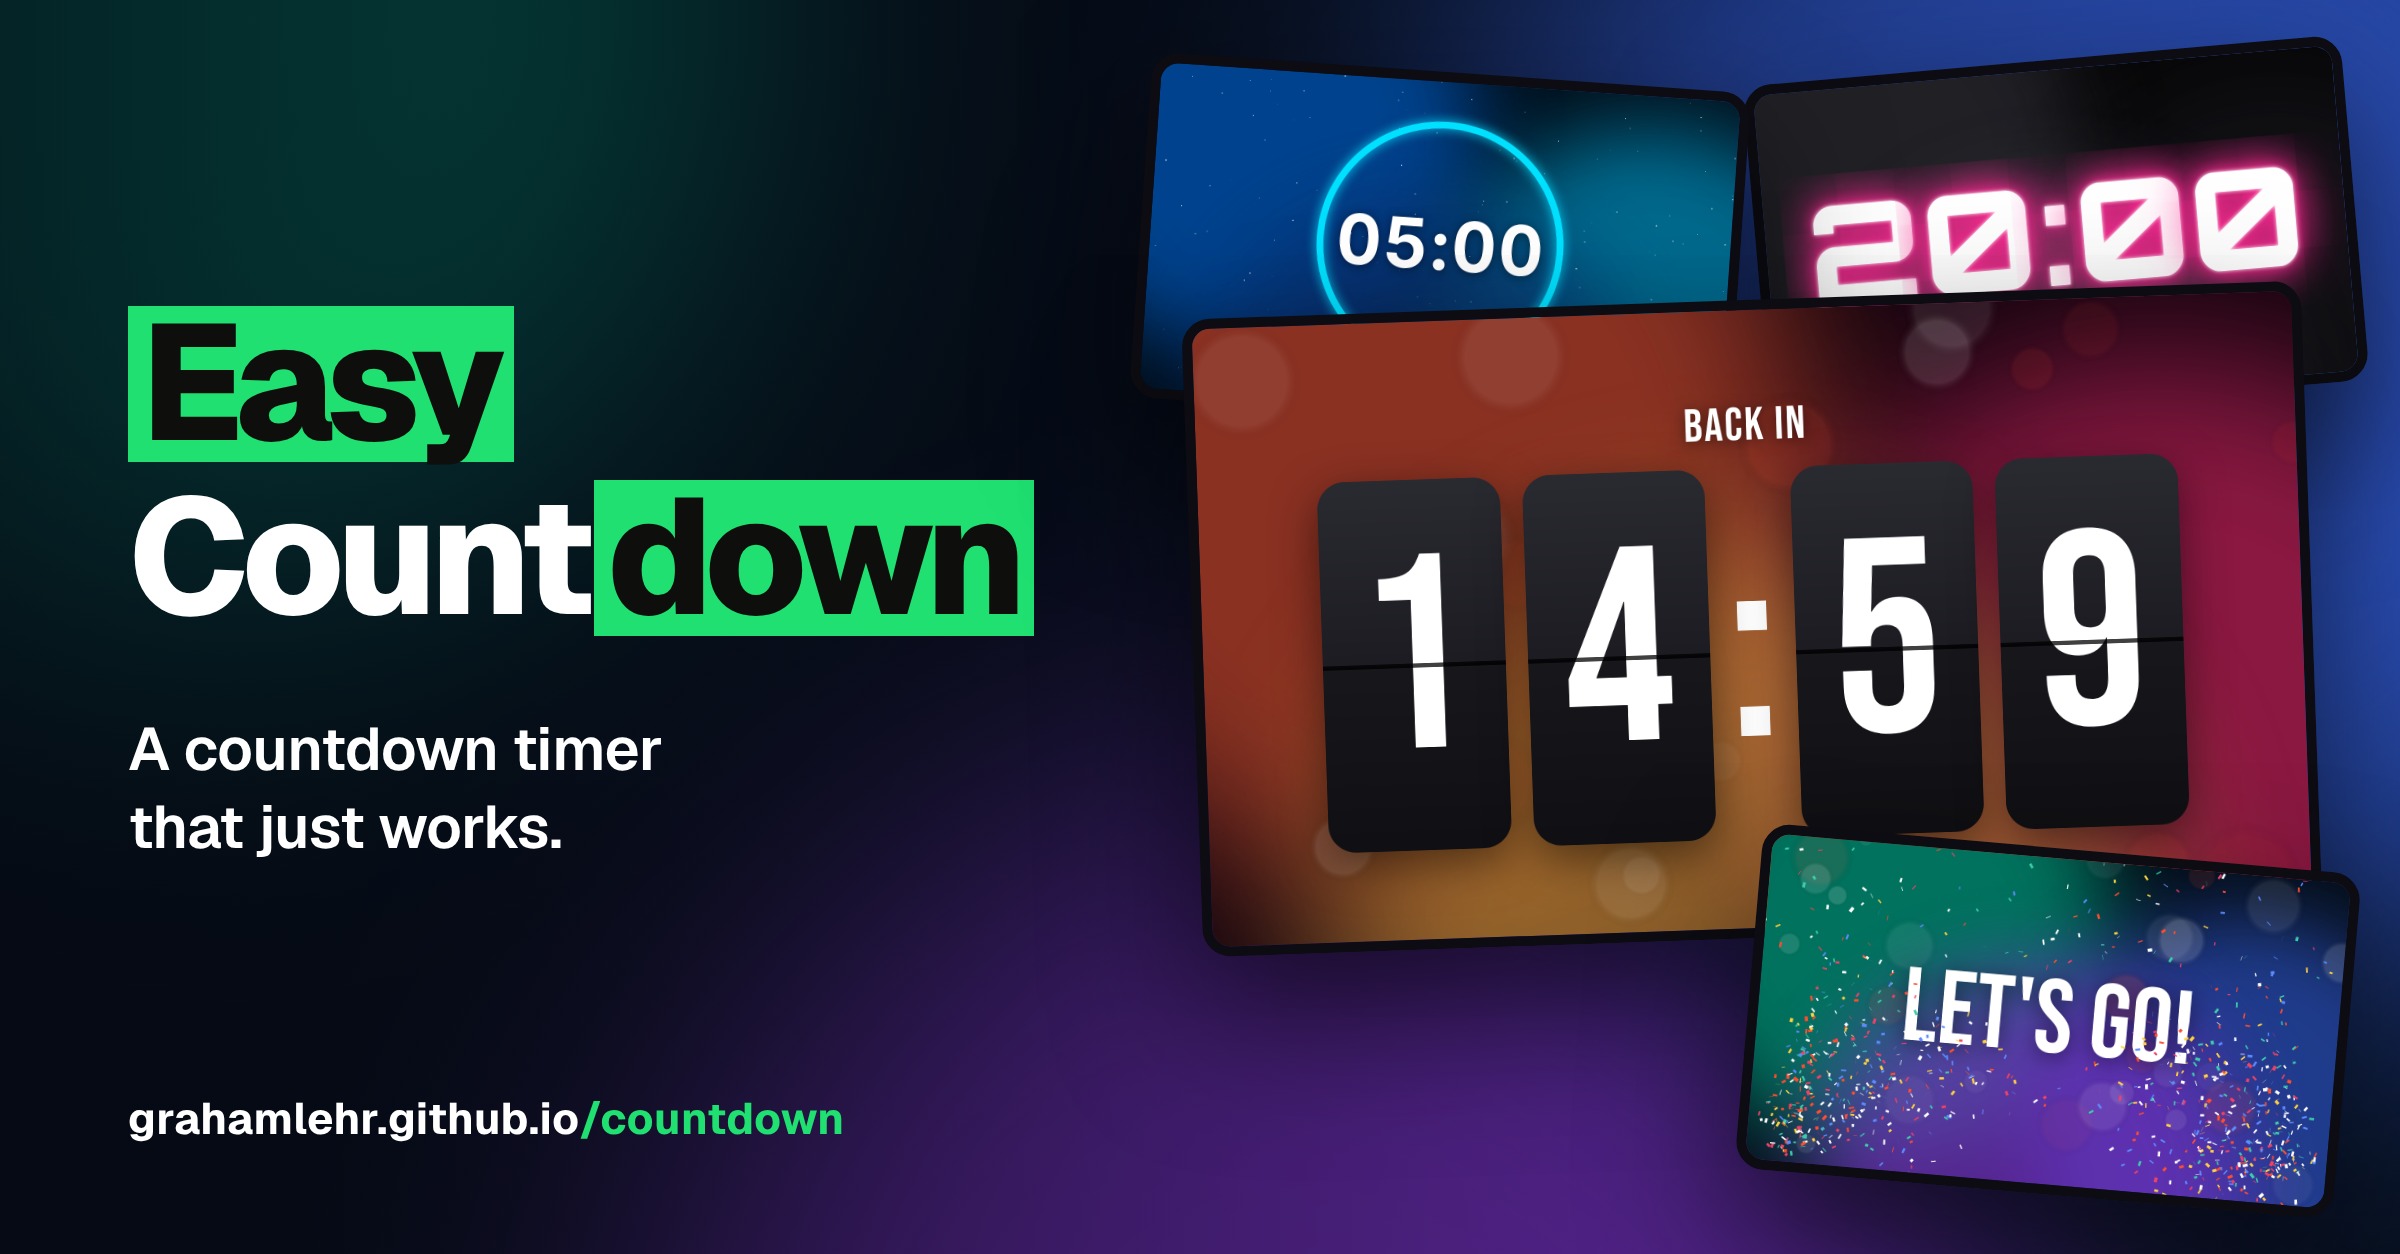 Easy
Countdown
A countdown timer
that just works.
grahamlehr.github.io/countdown
05:00
20:00
BACK IN
14:59
LET'S GO!